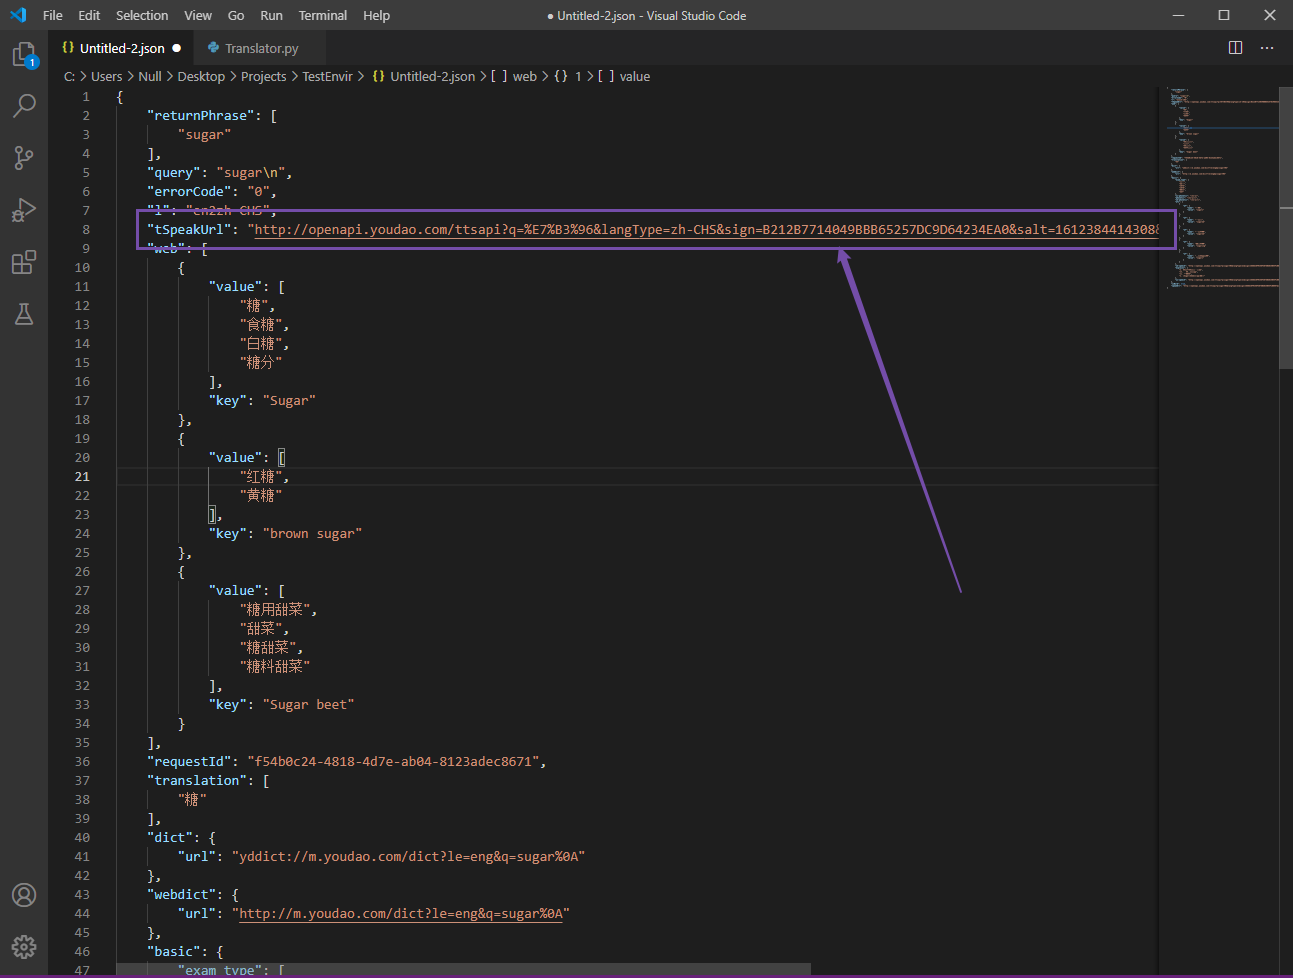 File Edit Selection View Go Run Terminal Help ● Untitled-2.json - Visual Studio Code
{} Untitled-2.json ● Translator.py ···
C: > Users > Null > Desktop > Projects > TestEnvir > {} Untitled-2.json > [ ] web > {} 1 > [ ] value
1
1 {
2 "returnPhrase": [
3 "sugar"
4 ],
5 "query": "sugar\n",
6 "errorCode": "0",
7 "l": "en2zh-CHS",
8 "tSpeakUrl": "http://openapi.youdao.com/ttsapi?q=%E7%B3%96&langType=zh-CHS&sign=B212B7714049BBB65257DC9D64234EA0&salt=1612384414308&
9 "web": [
10 {
11 "value": [
12 "糖",
13 "食糖",
14 "白糖",
15 "糖分"
16 ],
17 "key": "Sugar"
18 },
19 {
20 "value": [
21 "红糖",
22 "黄糖"
23 ],
24 "key": "brown sugar"
25 },
26 {
27 "value": [
28 "糖用甜菜",
29 "甜菜",
30 "糖甜菜",
31 "糖料甜菜"
32 ],
33 "key": "Sugar beet"
34 }
35 ],
36 "requestId": "f54b0c24-4818-4d7e-ab04-8123adec8671",
37 "translation": [
38 "糖"
39 ],
40 "dict": {
41 "url": "yddict://m.youdao.com/dict?le=eng&q=sugar%0A"
42 },
43 "webdict": {
44 "url": "http://m.youdao.com/dict?le=eng&q=sugar%0A"
45 },
46 "basic": {
47 "exam_type": [